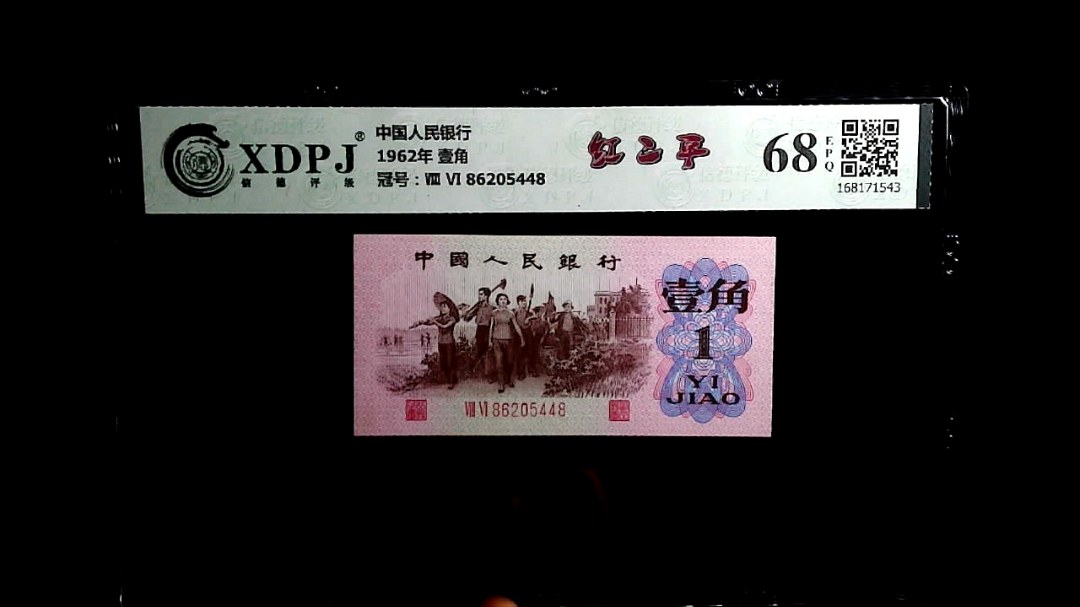 XDPJ®
信德评级
中国人民银行
1962年 壹角
冠号：Ⅷ Ⅵ 86205448
红二平
68
EPQ
168171543
中國人民銀行
壹角
1
YI
JIAO
Ⅷ Ⅵ 86205448